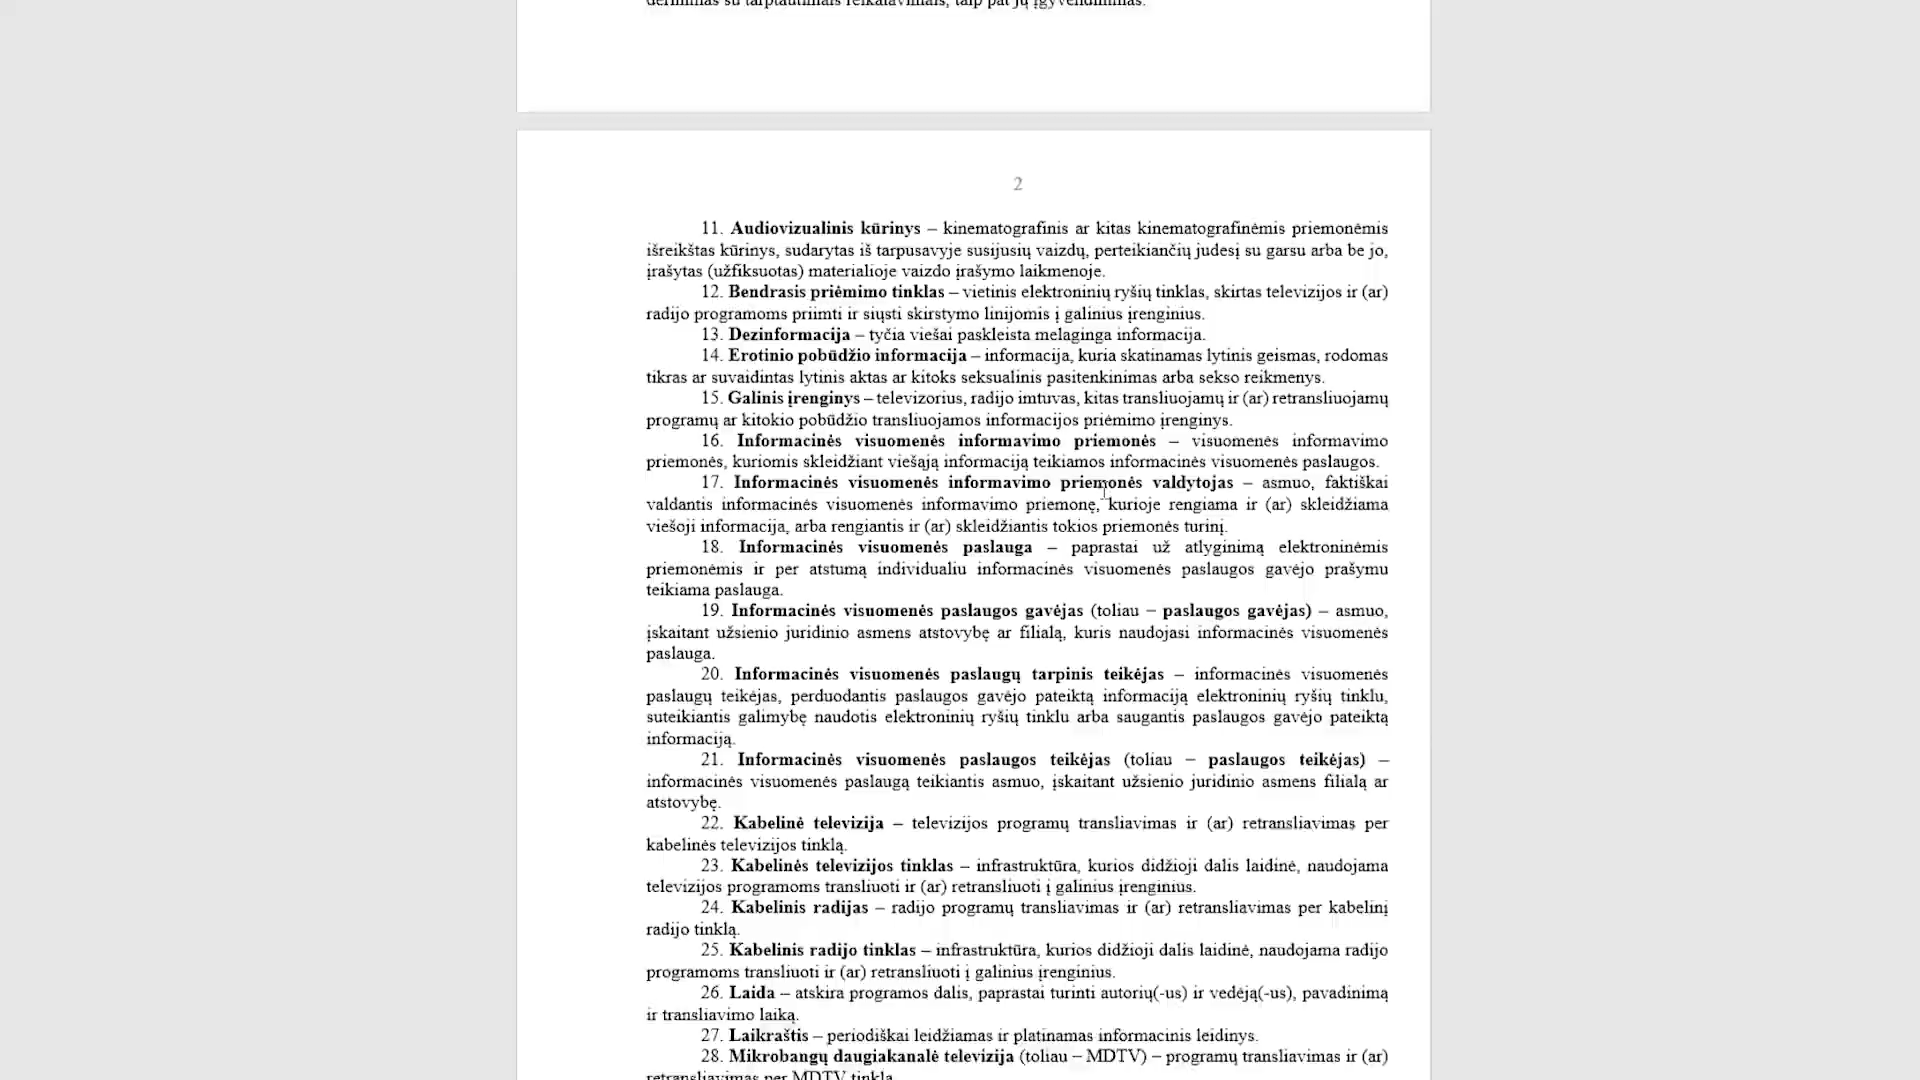 derinimas su tarptautiniais reikalavimais, taip pat jų įgyvendinimas.
2
11. Audiovizualinis kūrinys – kinematografinis ar kitas kinematografinėmis priemonėmis
išreikštas kūrinys, sudarytas iš tarpusavyje susijusių vaizdų, perteikiančių judesį su garsu arba be jo,
įrašytas (užfiksuotas) materialioje vaizdo įrašymo laikmenoje.
12. Bendrasis priėmimo tinklas – vietinis elektroninių ryšių tinklas, skirtas televizijos ir (ar)
radijo programoms priimti ir siųsti skirstymo linijomis į galinius įrenginius.
13. Dezinformacija – tyčia viešai paskleista melaginga informacija.
14. Erotinio pobūdžio informacija – informacija, kuria skatinamas lytinis geismas, rodomas
tikras ar suvaidintas lytinis aktas ar kitoks seksualinis pasitenkinimas arba sekso reikmenys.
15. Galinis įrenginys – televizorius, radijo imtuvas, kitas transliuojamų ir (ar) retransliuojamų
programų ar kitokio pobūdžio transliuojamos informacijos priėmimo įrenginys.
16. Informacinės visuomenės informavimo priemonės – visuomenės informavimo
priemonės, kuriomis skleidžiant viešąją informaciją teikiamos informacinės visuomenės paslaugos.
17. Informacinės visuomenės informavimo priemonės valdytojas – asmuo, faktiškai
valdantis informacinės visuomenės informavimo priemonę, kurioje rengiama ir (ar) skleidžiama
viešoji informacija, arba rengiantis ir (ar) skleidžiantis tokios priemonės turinį.
18. Informacinės visuomenės paslauga – paprastai už atlyginimą elektroninėmis
priemonėmis ir per atstumą individualiu informacinės visuomenės paslaugos gavėjo prašymu
teikiama paslauga.
19. Informacinės visuomenės paslaugos gavėjas (toliau – paslaugos gavėjas) – asmuo,
įskaitant užsienio juridinio asmens atstovybę ar filialą, kuris naudojasi informacinės visuomenės
paslauga.
20. Informacinės visuomenės paslaugų tarpinis teikėjas – informacinės visuomenės
paslaugų teikėjas, perduodantis paslaugos gavėjo pateiktą informaciją elektroninių ryšių tinklu,
suteikiantis galimybę naudotis elektroninių ryšių tinklu arba saugantis paslaugos gavėjo pateiktą
informaciją.
21. Informacinės visuomenės paslaugos teikėjas (toliau – paslaugos teikėjas) –
informacinės visuomenės paslaugą teikiantis asmuo, įskaitant užsienio juridinio asmens filialą ar
atstovybę.
22. Kabelinė televizija – televizijos programų transliavimas ir (ar) retransliavimas per
kabelinės televizijos tinklą.
23. Kabelinės televizijos tinklas – infrastruktūra, kurios didžioji dalis laidinė, naudojama
televizijos programoms transliuoti ir (ar) retransliuoti į galinius įrenginius.
24. Kabelinis radijas – radijo programų transliavimas ir (ar) retransliavimas per kabelinį
radijo tinklą.
25. Kabelinis radijo tinklas – infrastruktūra, kurios didžioji dalis laidinė, naudojama radijo
programoms transliuoti ir (ar) retransliuoti į galinius įrenginius.
26. Laida – atskira programos dalis, paprastai turinti autorių(-us) ir vedėją(-us), pavadinimą
ir transliavimo laiką.
27. Laikraštis – periodiškai leidžiamas ir platinamas informacinis leidinys.
28. Mikrobangų daugiakanalė televizija (toliau – MDTV) – programų transliavimas ir (ar)
retransliavimas per MDTV tinklą.